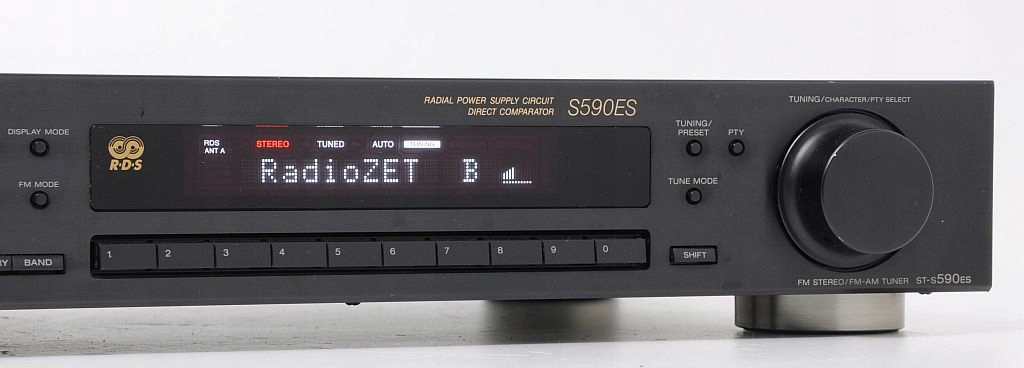 RADIAL POWER SUPPLY CIRCUIT
DIRECT COMPARATOR
S590ES
TUNING/CHARACTER/PTY SELECT
DISPLAY MODE
R·D·S
RDS
ANT A
STEREO
TUNED
AUTO
TUNING
RadioZET B
TUNING/
PRESET
PTY
FM MODE
TUNE MODE
BAND
1 2 3 4 5 6 7 8 9 0
SHIFT
FM STEREO/FM-AM TUNER ST-S590ES